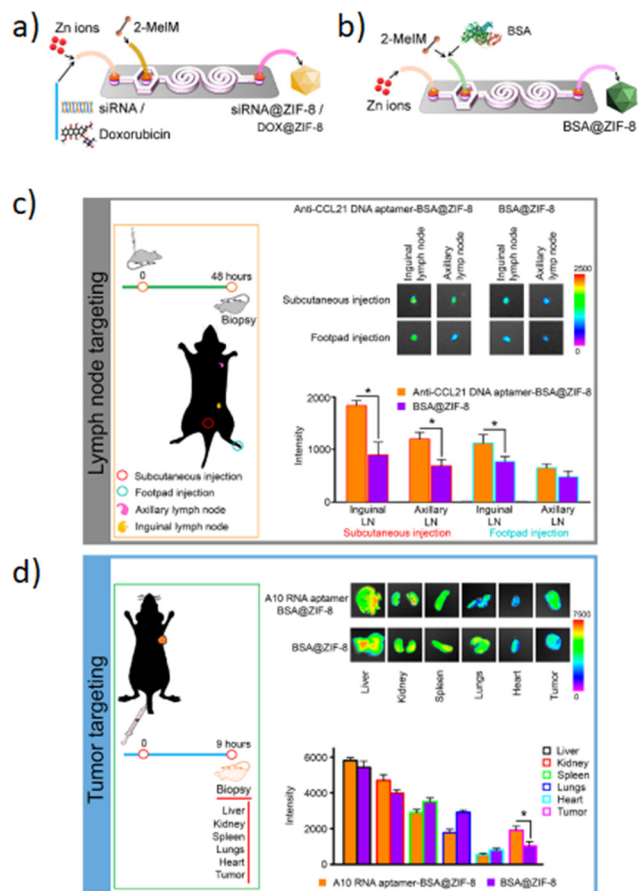 a)
Zn ions
2-MeIM
siRNA /
Doxorubicin
siRNA@ZIF-8 /
DOX@ZIF-8
b)
2-MeIM
BSA
Zn ions
BSA@ZIF-8
c)
Lymph node targeting
0
48 hours
Biopsy
Subcutaneous injection
Footpad injection
Axillary lymph node
Inguinal lymph node
Anti-CCL21 DNA aptamer-BSA@ZIF-8
BSA@ZIF-8
Inguinal
lymph node
Axillary
lymp node
Inguinal
lymph node
Axillary
lymp node
Subcutaneous injection
Footpad injection
2500
0
Anti-CCL21 DNA aptamer-BSA@ZIF-8
BSA@ZIF-8
Intensity
2000
1000
0
* * *
Inguinal
LN
Axillary
LN
Inguinal
LN
Axillary
LN
Subcutaneous injection
Footpad injection
d)
Tumor targeting
0
9 hours
Biopsy
Liver
Kidney
Spleen
Lungs
Heart
Tumor
A10 RNA aptamer
BSA@ZIF-8
BSA@ZIF-8
Liver
Kidney
Spleen
Lungs
Heart
Tumor
7500
0
Intensity
6000
4000
2000
0
Liver
Kidney
Spleen
Lungs
Heart
Tumor
*
A10 RNA aptamer-BSA@ZIF-8
BSA@ZIF-8